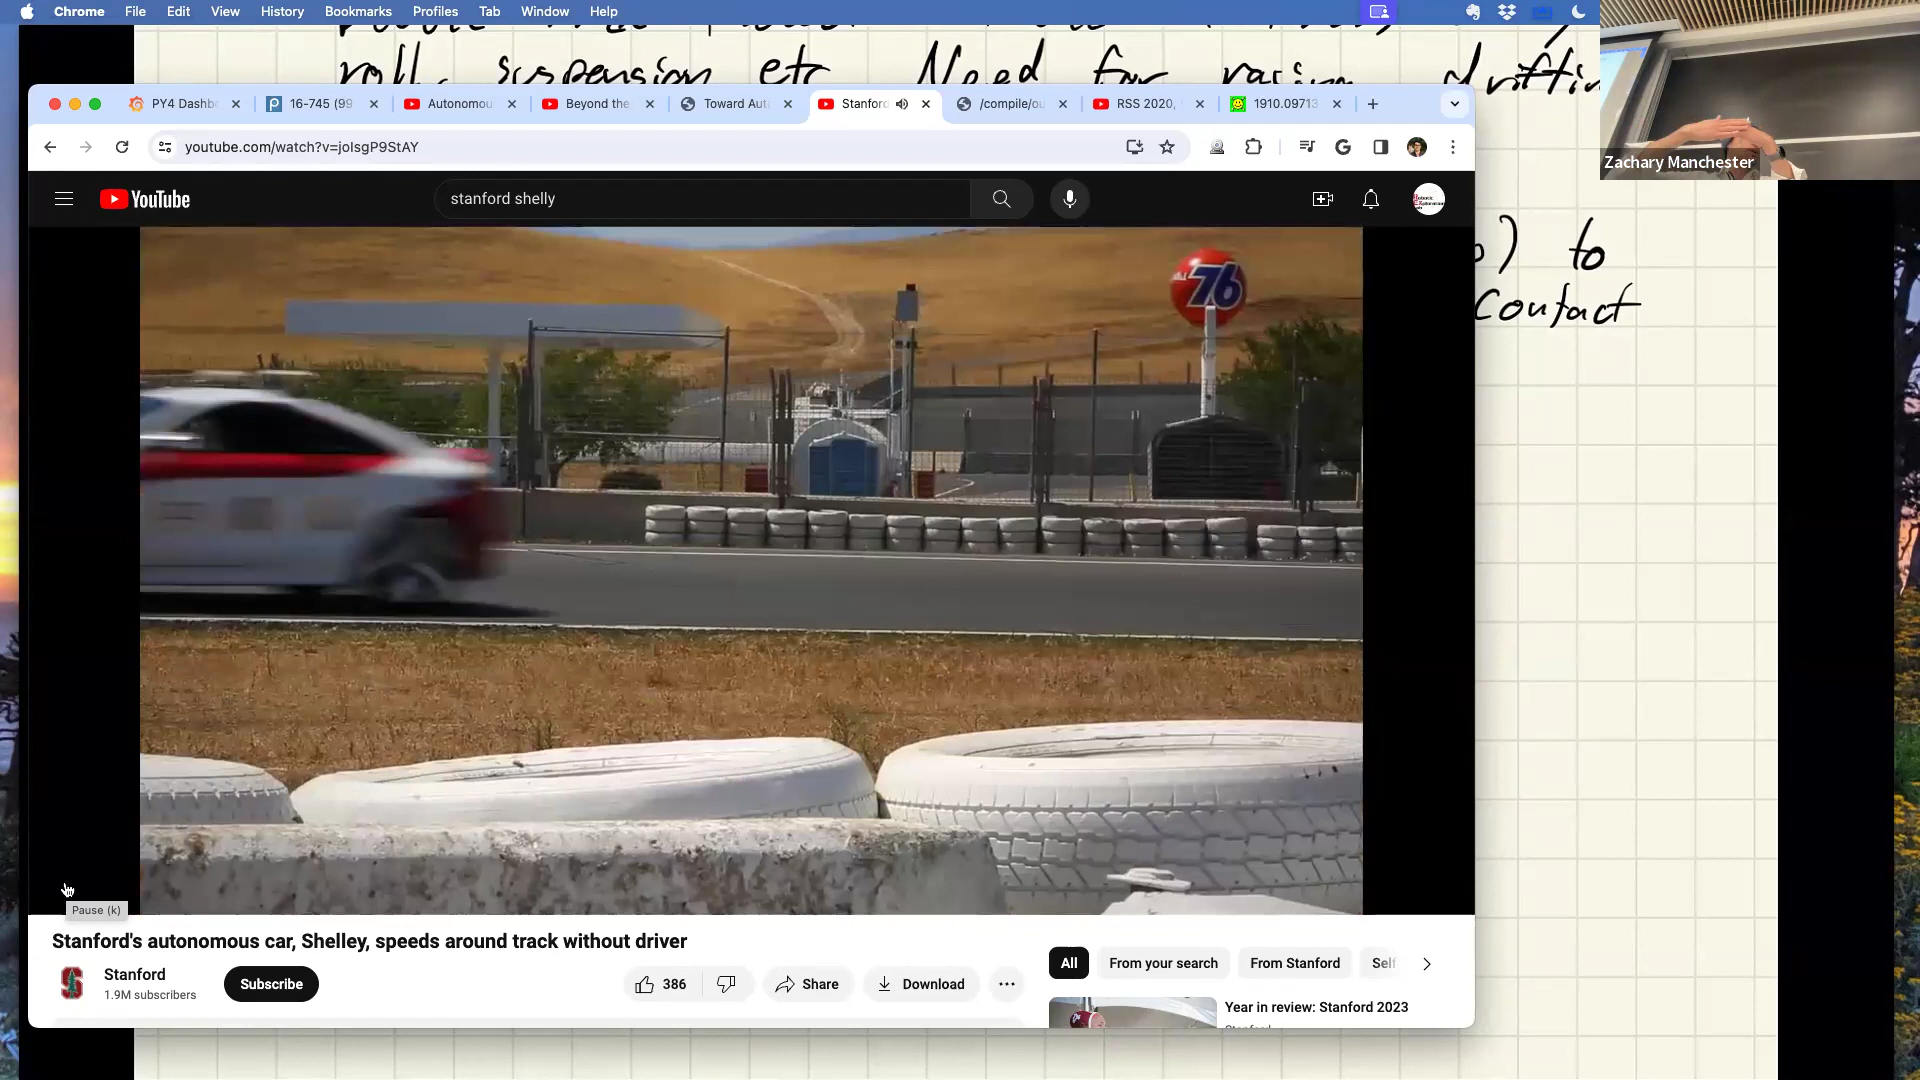 Chrome File Edit View History Bookmarks Profiles Tab Window Help
roll suspension etc Need for racing driftin
PY4 Dashb 16-745 (99 Autonomou Beyond the Toward Aut Stanford /compile/ou RSS 2020, 1910.09713
youtube.com/watch?v=jolsgP9StAY
Zachary Manchester
YouTube
stanford shelly
) to
Contact
76
Pause (k)
Stanford's autonomous car, Shelley, speeds around track without driver
Stanford
1.9M subscribers
Subscribe
386
Share
Download
All From your search From Stanford Self
Year in review: Stanford 2023